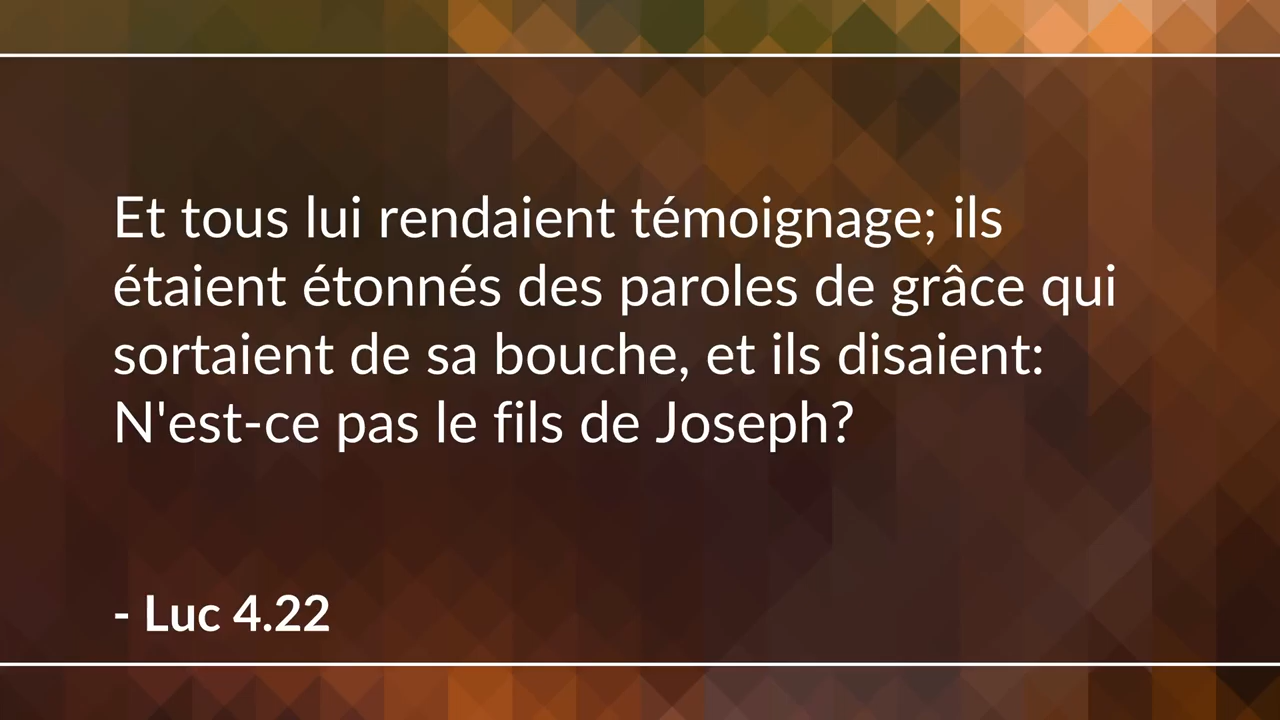 Et tous lui rendaient témoignage; ils
étaient étonnés des paroles de grâce qui
sortaient de sa bouche, et ils disaient:
N'est-ce pas le fils de Joseph?
- Luc 4.22